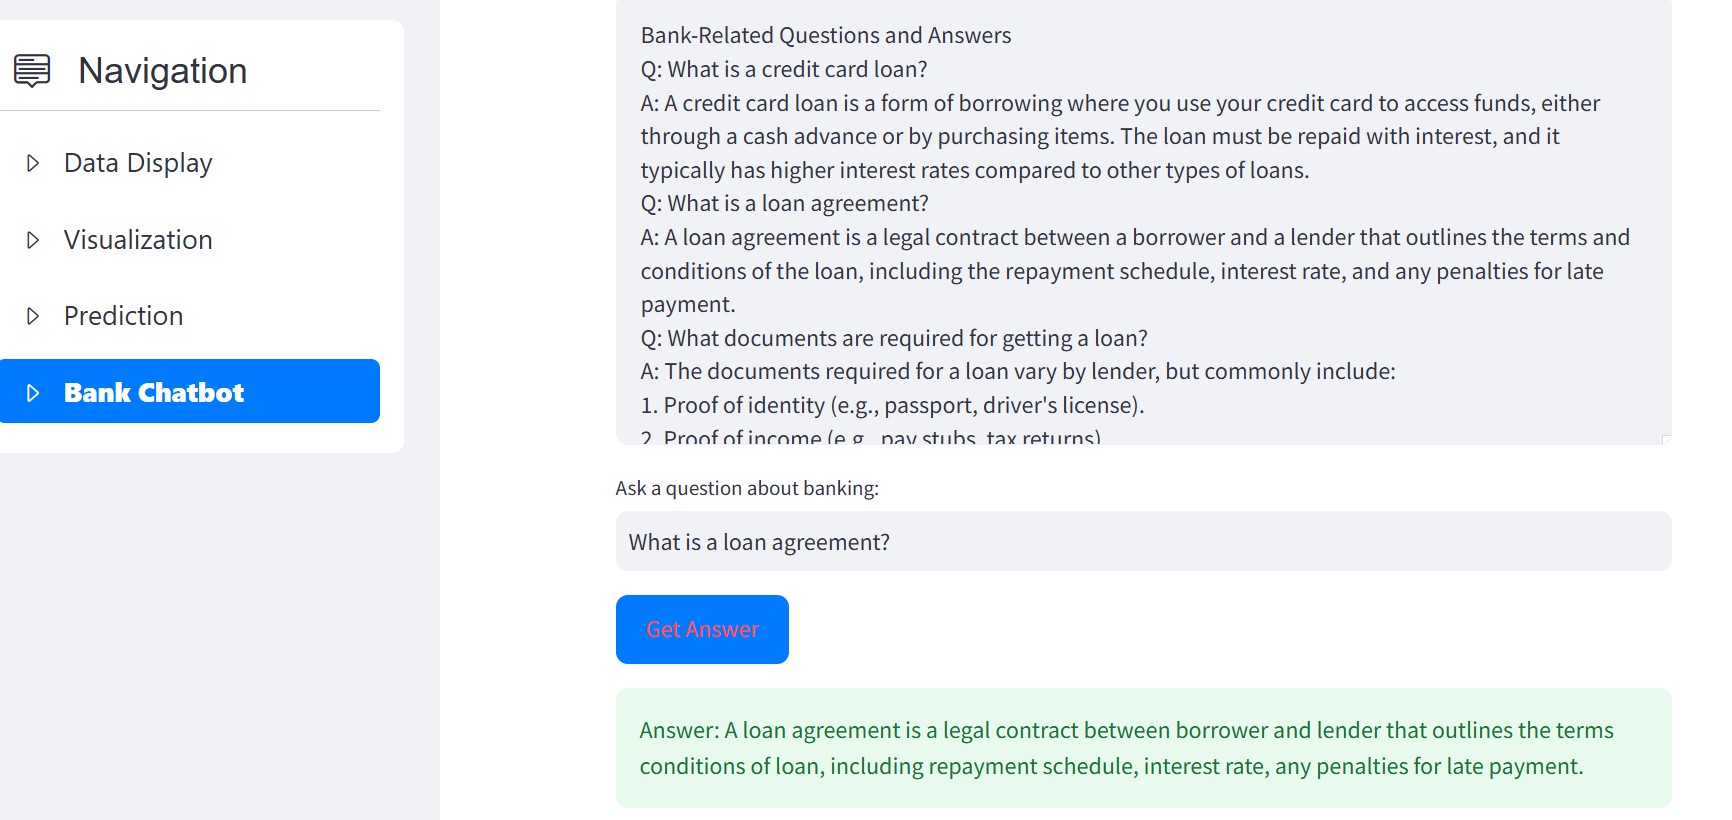 Navigation
Data Display
Visualization
Prediction
Bank Chatbot
Bank-Related Questions and Answers
Q: What is a credit card loan?
A: A credit card loan is a form of borrowing where you use your credit card to access funds, either
through a cash advance or by purchasing items. The loan must be repaid with interest, and it
typically has higher interest rates compared to other types of loans.
Q: What is a loan agreement?
A: A loan agreement is a legal contract between a borrower and a lender that outlines the terms and
conditions of the loan, including the repayment schedule, interest rate, and any penalties for late
payment.
Q: What documents are required for getting a loan?
A: The documents required for a loan vary by lender, but commonly include:
1. Proof of identity (e.g., passport, driver's license).
2. Proof of income (e.g., pay stubs, tax returns)
Ask a question about banking:
What is a loan agreement?
Get Answer
Answer: A loan agreement is a legal contract between borrower and lender that outlines the terms
conditions of loan, including repayment schedule, interest rate, any penalties for late payment.